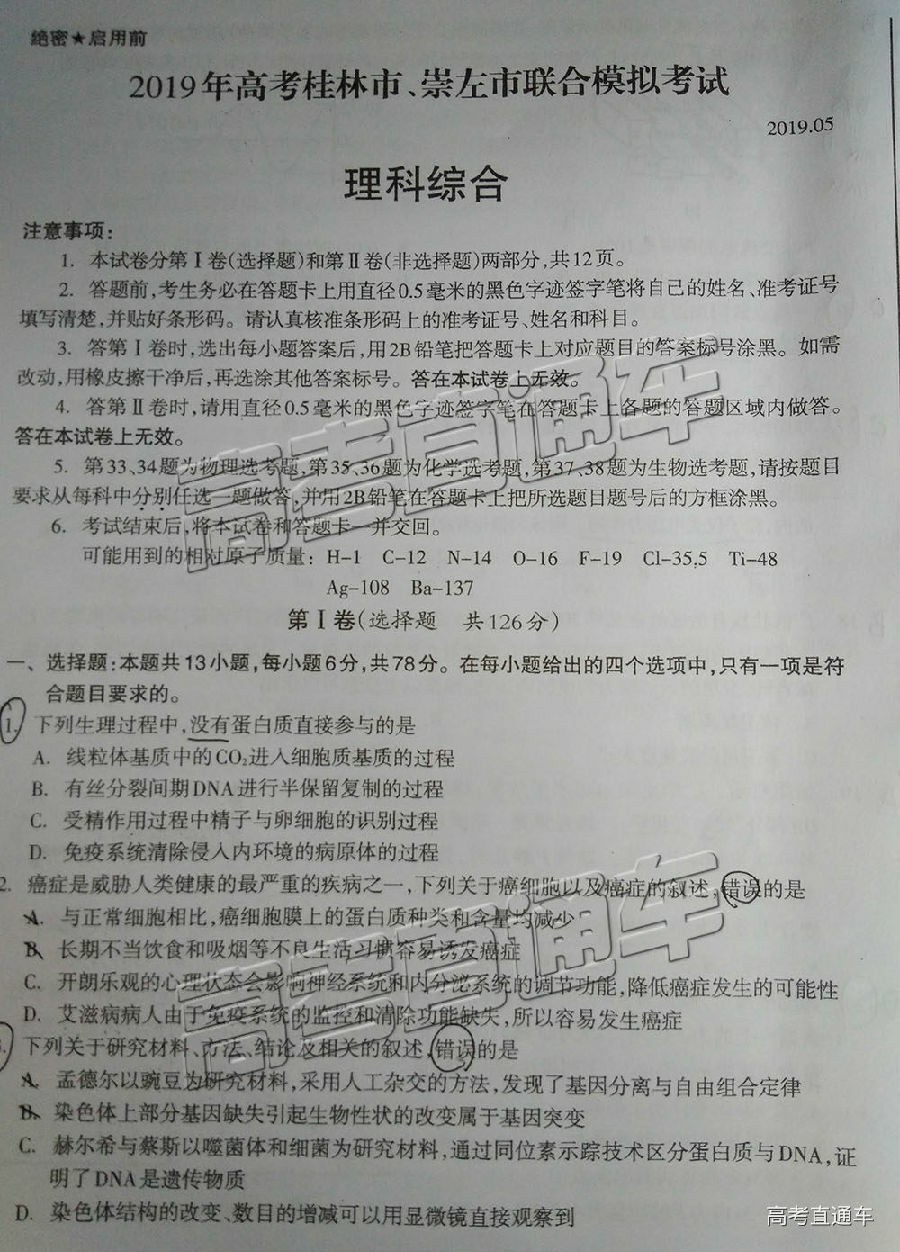 绝密★启用前
2019年高考桂林市、崇左市联合模拟考试
2019.05
理科综合
注意事项:
1. 本试卷分第Ⅰ卷(选择题)和第Ⅱ卷(非选择题)两部分,共12页。
2. 答题前,考生务必在答题卡上用直径0.5毫米的黑色字迹签字笔将自己的姓名、准考证号
填写清楚,并贴好条形码。请认真核准条形码上的准考证号、姓名和科目。
3. 答第Ⅰ卷时,选出每小题答案后,用2B铅笔把答题卡上对应题目的答案标号涂黑。如需
改动,用橡皮擦干净后,再选涂其他答案标号。答在本试卷上无效。
4. 答第Ⅱ卷时,请用直径0.5毫米的黑色字迹签字笔在答题卡上各题的答题区域内做答。
答在本试卷上无效。
5. 第33、34题为物理选考题,第35、36题为化学选考题,第37、38题为生物选考题,请按题目
要求从每科中分别任选一题做答,并用2B铅笔在答题卡上把所选题目题号后的方框涂黑。
6. 考试结束后,将本试卷和答题卡一并交回。
可能用到的相对原子质量: H-1 C-12 N-14 O-16 F-19 Cl-35.5 Ti-48
Ag-108 Ba-137
第Ⅰ卷(选择题 共126分)
一、选择题:本题共13小题,每小题6分,共78分。在每小题给出的四个选项中,只有一项是符
合题目要求的。
1. 下列生理过程中,没有蛋白质直接参与的是
A. 线粒体基质中的CO₂进入细胞质基质的过程
B. 有丝分裂间期DNA进行半保留复制的过程
C. 受精作用过程中精子与卵细胞的识别过程
D. 免疫系统清除侵入内环境的病原体的过程
2. 癌症是威胁人类健康的最严重的疾病之一,下列关于癌细胞以及癌症的叙述,错误的是
A. 与正常细胞相比,癌细胞膜上的蛋白质种类和含量均减少
B. 长期不当饮食和吸烟等不良生活习惯容易诱发癌症
C. 开朗乐观的心理状态会影响神经系统和内分泌系统的调节功能,降低癌症发生的可能性
D. 艾滋病病人由于免疫系统的监控和清除功能缺失,所以容易发生癌症
下列关于研究材料、方法、结论及相关的叙述,错误的是
A. 孟德尔以豌豆为研究材料,采用人工杂交的方法,发现了基因分离与自由组合定律
B. 染色体上部分基因缺失引起生物性状的改变属于基因突变
C. 赫尔希与蔡斯以噬菌体和细菌为研究材料,通过同位素示踪技术区分蛋白质与DNA,证
明了DNA是遗传物质
D. 染色体结构的改变、数目的增减可以用显微镜直接观察到
高考直通车
高考直通车
高考直通车